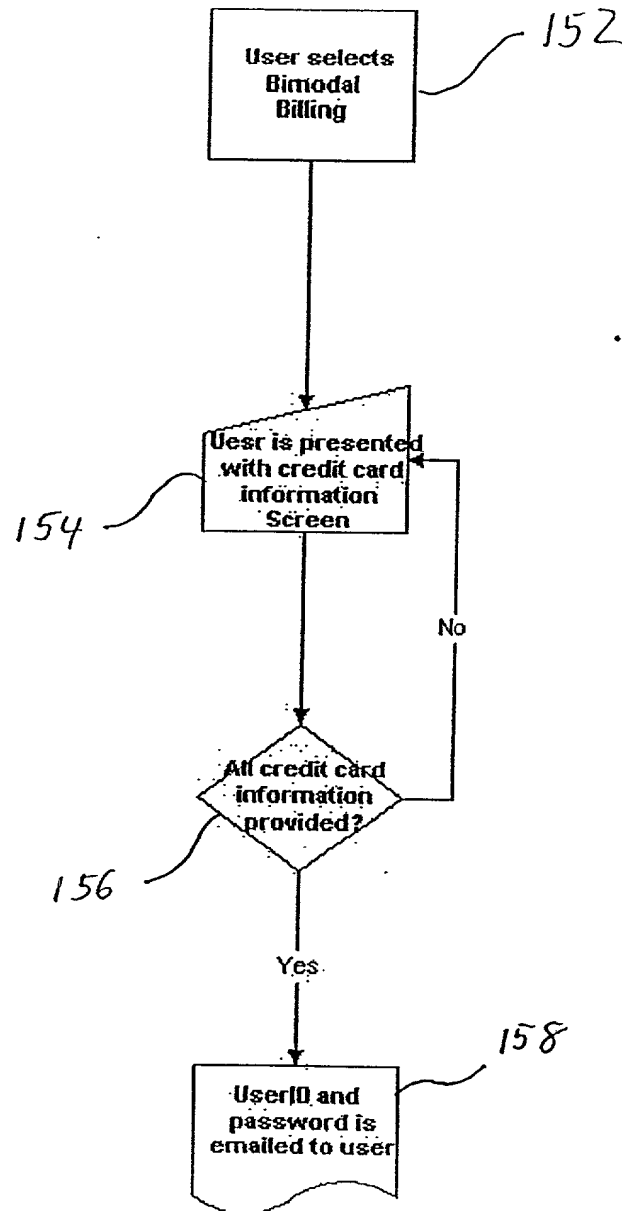 152
User selects
Bimodal
Billing
Uesr is presented
with credit card
information
Screen
154
No
All credit card
information
provided?
156
Yes
158
UserID and
password is
emailed to user